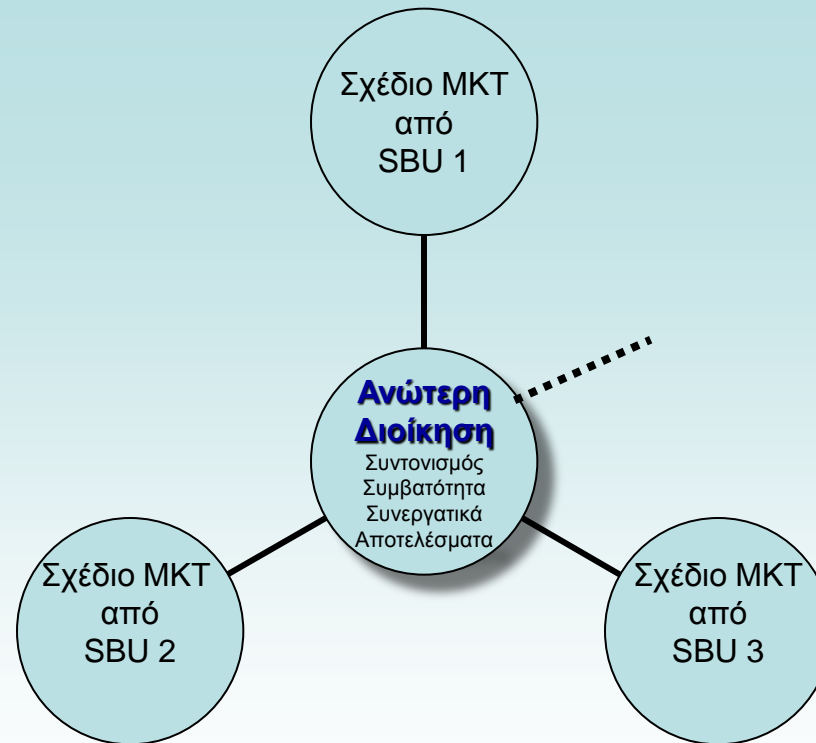 Σχέδιο ΜΚΤ
από
SBU 1
Ανώτερη
Διοίκηση
Συντονισμός
Συμβατότητα
Συνεργατικά
Αποτελέσματα
Σχέδιο ΜΚΤ
από
SBU 2
Σχέδιο ΜΚΤ
από
SBU 3